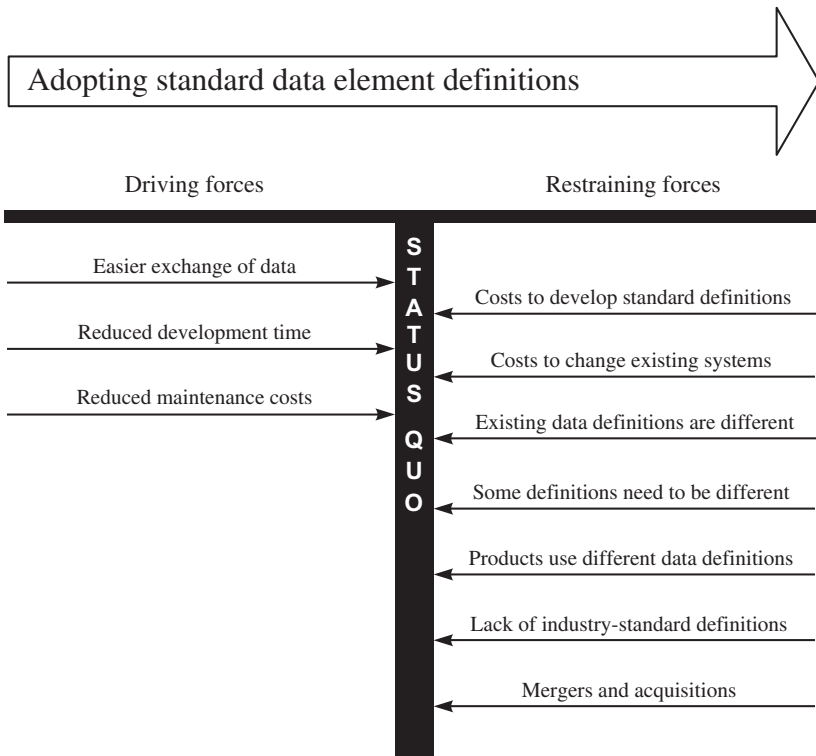 Adopting standard data element definitions
Driving forces
Restraining forces
Easier exchange of data
Reduced development time
Reduced maintenance costs
STATUS QUO
Costs to develop standard definitions
Costs to change existing systems
Existing data definitions are different
Some definitions need to be different
Products use different data definitions
Lack of industry-standard definitions
Mergers and acquisitions